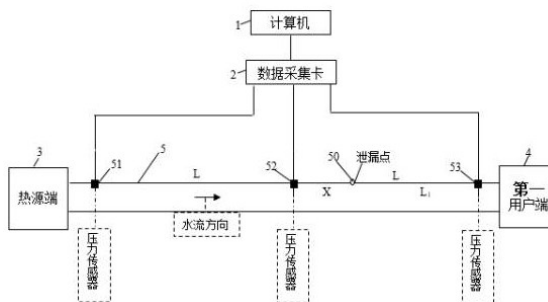 1
计算机
2
数据采集卡
3
热源端
51
5
L
52
50
泄漏点
X
L
L₁
53
4
第一
用户端
水流方向
压力传感器
压力传感器
压力传感器